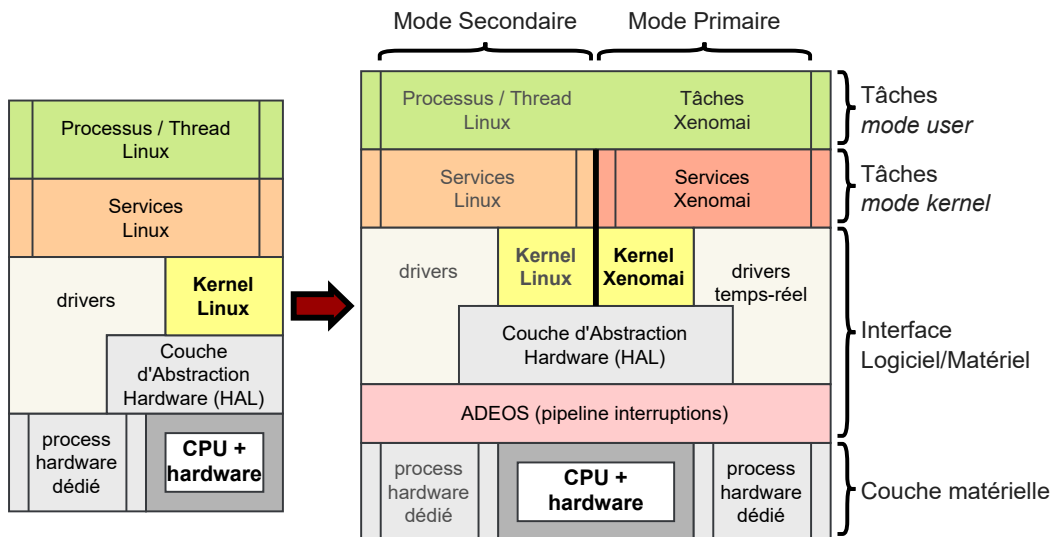 Mode Secondaire
Mode Primaire
Processus / Thread
Linux
Services
Linux
drivers
Kernel
Linux
Couche
d'Abstraction
Hardware (HAL)
process
hardware
dédié
CPU +
hardware
Processus / Thread
Linux
Tâches
Xenomai
Services
Linux
Services
Xenomai
drivers
Kernel
Linux
Kernel
Xenomai
drivers
temps-réel
Couche d'Abstraction
Hardware (HAL)
ADEOS (pipeline interruptions)
process
hardware
dédié
CPU +
hardware
process
hardware
dédié
Tâches
mode user
Tâches
mode kernel
Interface
Logiciel/Matériel
Couche matérielle